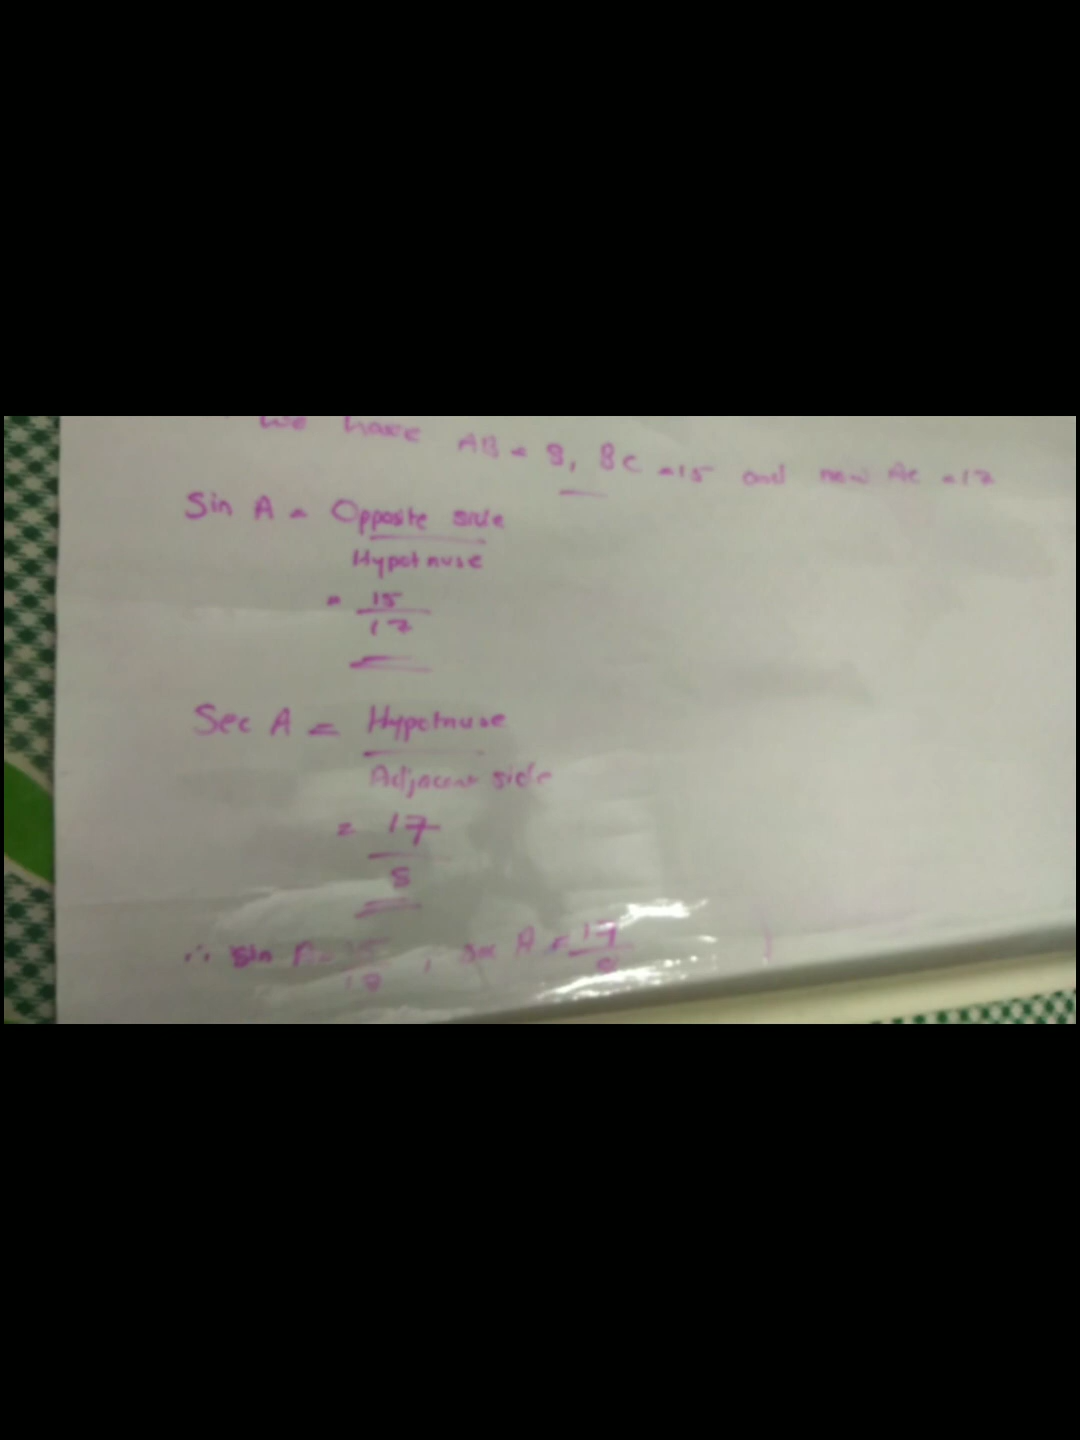 We have AB = 8, BC = 15 and now AC = 17
Sin A = Opposite side
Hypotnuse
= 15
17
Sec A = Hypotnuse
Adjacent side
= 17
8
∴ sin A = 15 , sec A = 17